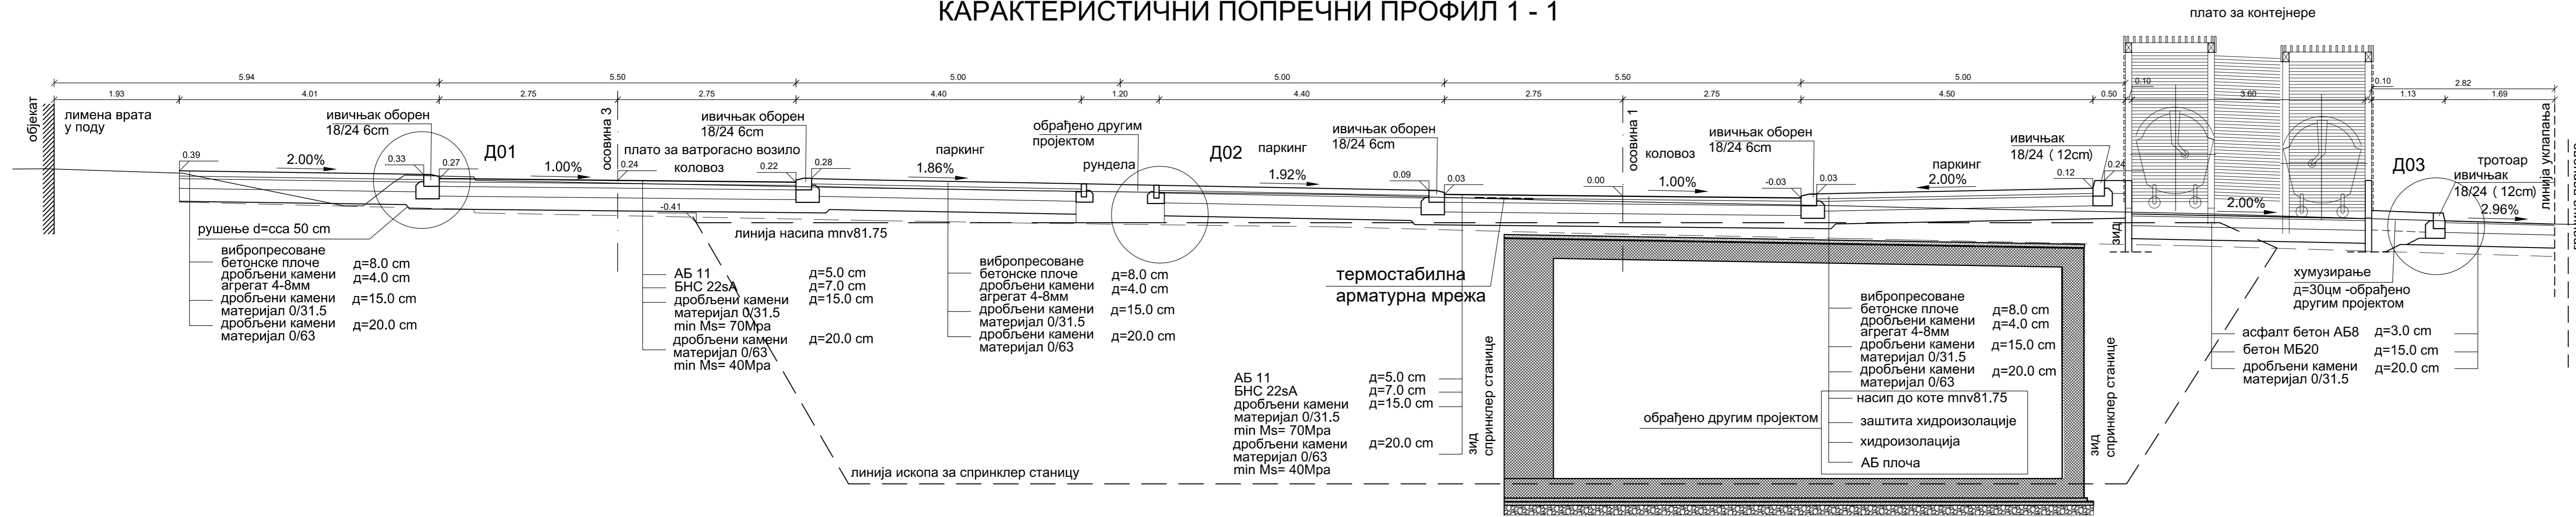 КАРАКТЕРИСТИЧНИ ПОПРЕЧНИ ПРОФИЛ 1 - 1
плато за контејнере
5.94
5.50
5.00
5.00
5.50
5.00
0.10
0.10
2.82
1.93
4.01
2.75
2.75
4.40
1.20
4.40
2.75
2.75
4.50
0.50
3.60
1.13
1.69
објекат
лимена врата
у поду
ивичњак оборен
18/24 6cm
Д01
осовина 3
ивичњак оборен
18/24 6cm
плато за ватрогасно возило
коловоз
обрађено другим
пројектом
паркинг
рундела
Д02
паркинг
ивичњак оборен
18/24 6cm
осовина 1
коловоз
ивичњак оборен
18/24 6cm
паркинг
ивичњак
18/24 ( 12cm)
Д03
тротоар
ивичњак
18/24 ( 12cm)
линија уклапања
0.39
2.00%
0.33
0.27
1.00%
0.24
0.22
0.28
1.86%
1.92%
0.09
0.03
0.00
1.00%
-0.03
0.03
2.00%
0.12
0.24
2.00%
2.96%
-0.41
рушење d=cca 50 cm
линија насипа mnv81.75
зид
вибропресоване
бетонске плоче д=8.0 cm
дробљени камени
агрегат 4-8мм д=4.0 cm
дробљени камени д=15.0 cm
материјал 0/31.5
дробљени камени д=20.0 cm
материјал 0/63
АБ 11 д=5.0 cm
БНС 22sA д=7.0 cm
дробљени камени д=15.0 cm
материјал 0/31.5
min Ms= 70Mpa
дробљени камени д=20.0 cm
материјал 0/63
min Ms= 40Mpa
вибропресоване
бетонске плоче д=8.0 cm
дробљени камени д=4.0 cm
агрегат 4-8мм
дробљени камени д=15.0 cm
материјал 0/31.5
дробљени камени д=20.0 cm
материјал 0/63
термостабилна
арматурна мрежа
АБ 11 д=5.0 cm
БНС 22sA д=7.0 cm
дробљени камени д=15.0 cm
материјал 0/31.5
min Ms= 70Mpa
дробљени камени д=20.0 cm
материјал 0/63
min Ms= 40Mpa
зид
спринклер станице
вибропресоване
бетонске плоче д=8.0 cm
дробљени камени д=4.0 cm
агрегат 4-8мм
дробљени камени д=15.0 cm
материјал 0/31.5
дробљени камени д=20.0 cm
материјал 0/63
насип до коте mnv81.75
обрађено другим пројектом
заштита хидроизолације
хидроизолација
АБ плоча
зид
спринклер станице
хумузирање
д=30цм -обрађено
другим пројектом
асфалт бетон АБ8 д=3.0 cm
бетон МБ20 д=15.0 cm
дробљени камени д=20.0 cm
материјал 0/31.5
линија ископа за спринклер станицу